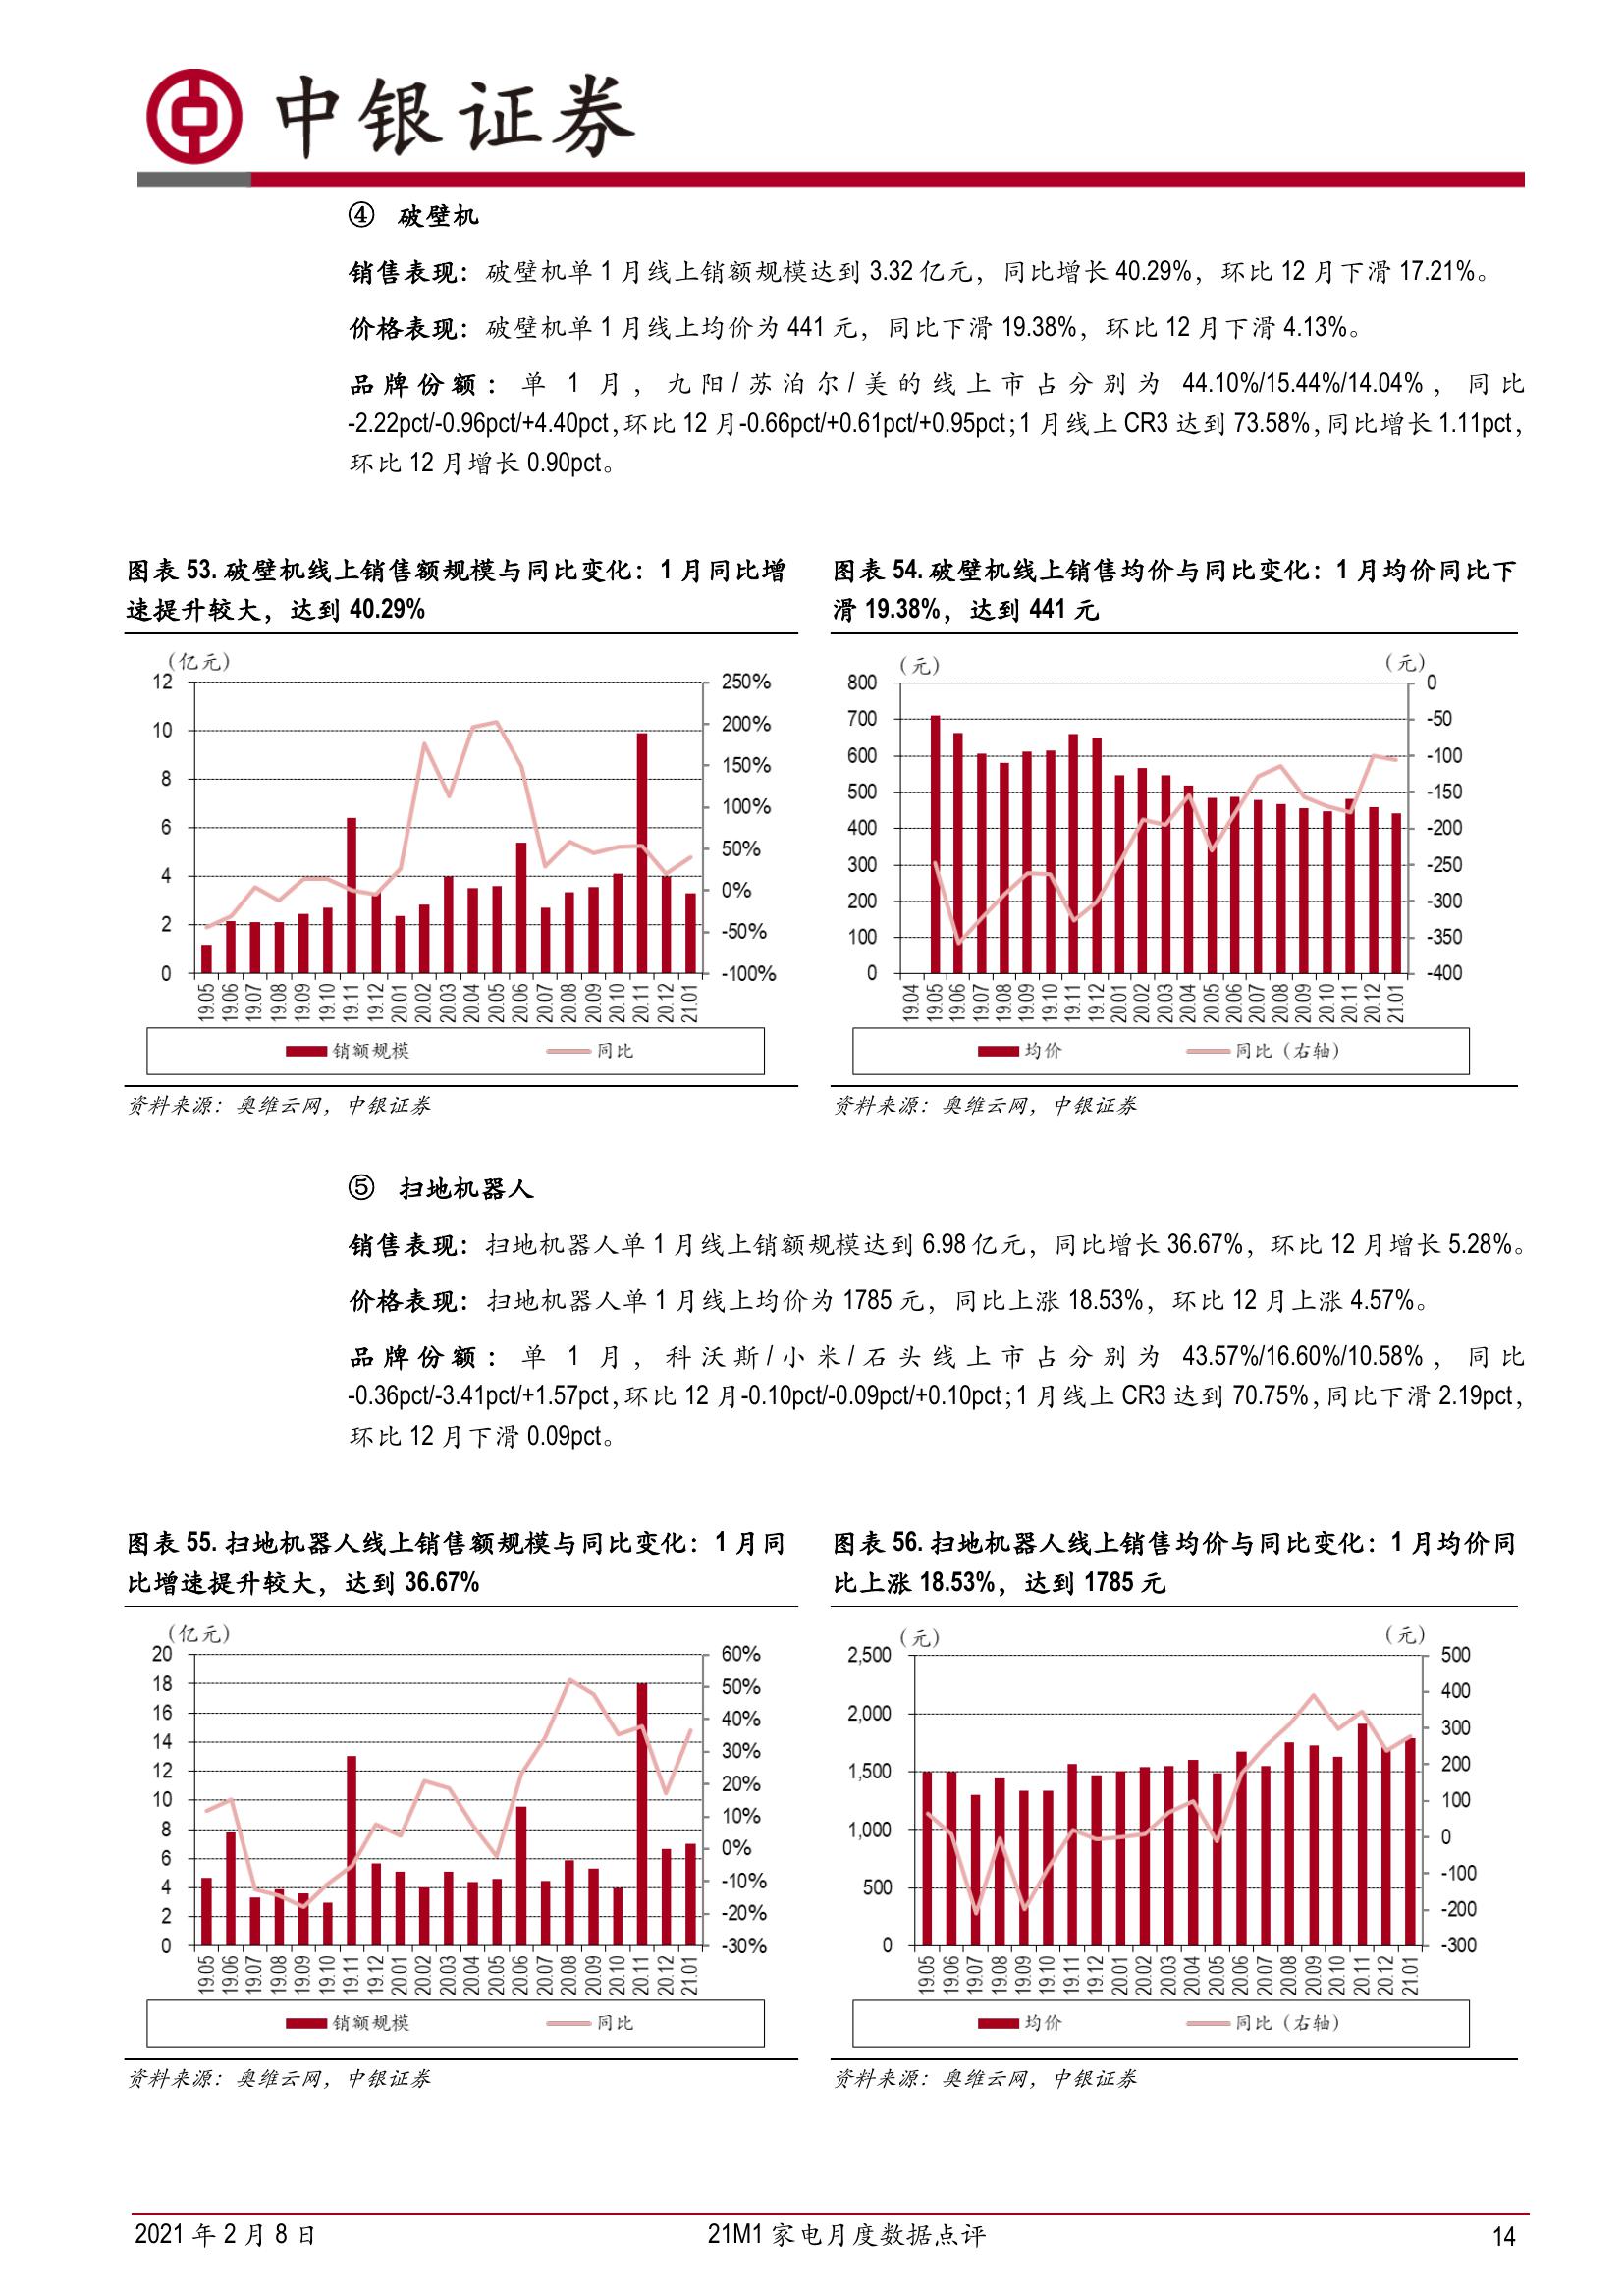 中银证券
④ 破壁机
销售表现：破壁机单 1 月线上销额规模达到 3.32 亿元，同比增长 40.29%，环比 12 月下滑 17.21%。
价格表现：破壁机单 1 月线上均价为 441 元，同比下滑 19.38%，环比 12 月下滑 4.13%。
品牌份额：单 1 月，九阳/苏泊尔/美的线上市占分别为 44.10%/15.44%/14.04%，同比
-2.22pct/-0.96pct/+4.40pct，环比 12 月-0.66pct/+0.61pct/+0.95pct；1 月线上 CR3 达到 73.58%，同比增长 1.11pct，
环比 12 月增长 0.90pct。
图表 53. 破壁机线上销售额规模与同比变化：1 月同比增
速提升较大，达到 40.29%
（亿元）
12
10
8
6
4
2
0
250%
200%
150%
100%
50%
0%
-50%
-100%
19.05 19.06 19.07 19.08 19.09 19.10 19.11 19.12 20.01 20.02 20.03 20.04 20.05 20.06 20.07 20.08 20.09 20.10 20.11 20.12 21.01
销额规模 同比
资料来源：奥维云网，中银证券
图表 54. 破壁机线上销售均价与同比变化：1 月均价同比下
滑 19.38%，达到 441 元
（元） （元）
800
700
600
500
400
300
200
100
0
0
-50
-100
-150
-200
-250
-300
-350
-400
19.04 19.05 19.06 19.07 19.08 19.09 19.10 19.11 19.12 20.01 20.02 20.03 20.04 20.05 20.06 20.07 20.08 20.09 20.10 20.11 20.12 21.01
均价 同比（右轴）
资料来源：奥维云网，中银证券
⑤ 扫地机器人
销售表现：扫地机器人单 1 月线上销额规模达到 6.98 亿元，同比增长 36.67%，环比 12 月增长 5.28%。
价格表现：扫地机器人单 1 月线上均价为 1785 元，同比上涨 18.53%，环比 12 月上涨 4.57%。
品牌份额：单 1 月，科沃斯/小米/石头线上市占分别为 43.57%/16.60%/10.58%，同比
-0.36pct/-3.41pct/+1.57pct，环比 12 月-0.10pct/-0.09pct/+0.10pct；1 月线上 CR3 达到 70.75%，同比下滑 2.19pct，
环比 12 月下滑 0.09pct。
图表 55. 扫地机器人线上销售额规模与同比变化：1 月同
比增速提升较大，达到 36.67%
（亿元）
20
18
16
14
12
10
8
6
4
2
0
60%
50%
40%
30%
20%
10%
0%
-10%
-20%
-30%
19.05 19.06 19.07 19.08 19.09 19.10 19.11 19.12 20.01 20.02 20.03 20.04 20.05 20.06 20.07 20.08 20.09 20.10 20.11 20.12 21.01
销额规模 同比
资料来源：奥维云网，中银证券
图表 56. 扫地机器人线上销售均价与同比变化：1 月均价同
比上涨 18.53%，达到 1785 元
（元） （元）
2,500
2,000
1,500
1,000
500
0
500
400
300
200
100
0
-100
-200
-300
19.05 19.06 19.07 19.08 19.09 19.10 19.11 19.12 20.01 20.02 20.03 20.04 20.05 20.06 20.07 20.08 20.09 20.10 20.11 20.12 21.01
均价 同比（右轴）
资料来源：奥维云网，中银证券
2021 年 2 月 8 日 21M1 家电月度数据点评 14